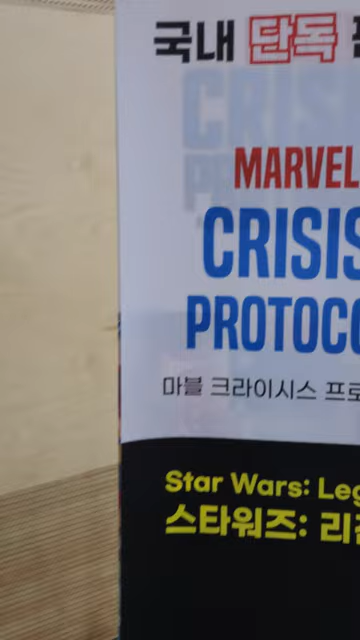 국내 단독
MARVEL
CRISIS
PROTOCO
마블 크라이시스 프로
Star Wars: Leg
스타워즈: 리